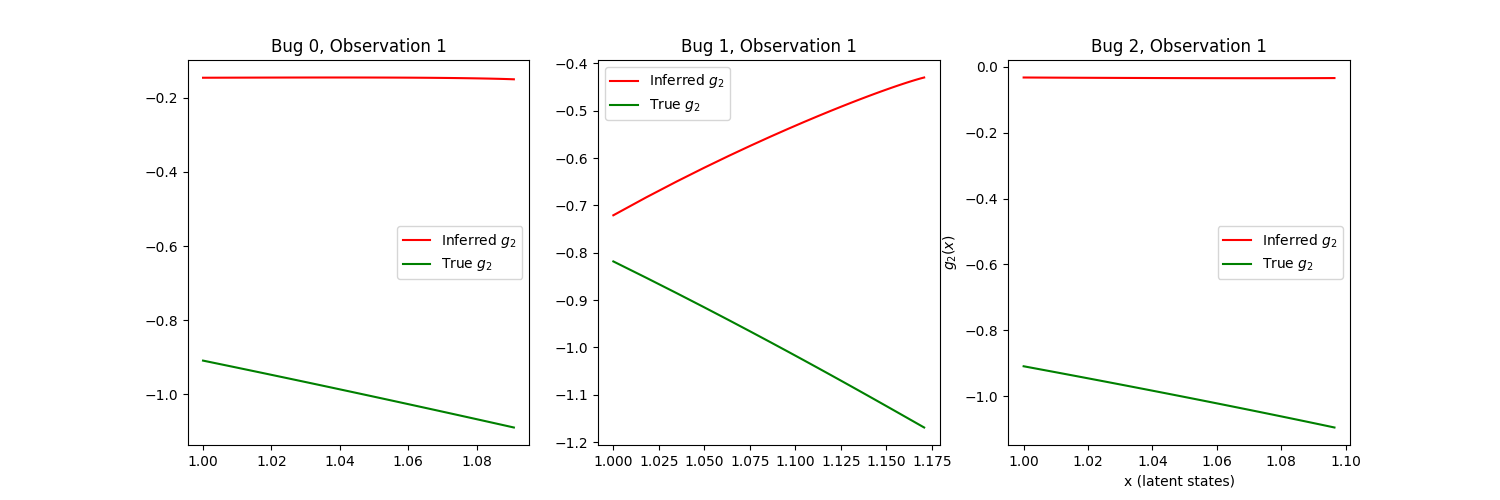 Bug 0, Observation 1
−0.2
−0.4
−0.6
−0.8
−1.0
Inferred g₂
True g₂
1.00 1.02 1.04 1.06 1.08
Bug 1, Observation 1
−0.4
−0.5
−0.6
−0.7
−0.8
−0.9
−1.0
−1.1
−1.2
Inferred g₂
True g₂
1.000 1.025 1.050 1.075 1.100 1.125 1.150 1.175
Bug 2, Observation 1
g₂(x)
0.0
−0.2
−0.4
−0.6
−0.8
−1.0
Inferred g₂
True g₂
1.00 1.02 1.04 1.06 1.08 1.10
x (latent states)